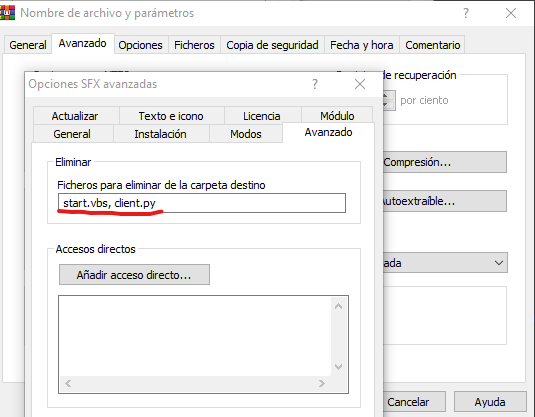 Nombre de archivo y parámetros
General Avanzado Opciones Ficheros Copia de seguridad Fecha y hora Comentario
de recuperación
Opciones SFX avanzadas
por ciento
Actualizar Texto e icono Licencia Módulo
General Instalación Modos Avanzado
Eliminar
Compresión...
Ficheros para eliminar de la carpeta destino
start.vbs, client.py
Autoextraíble...
Accesos directos
Añadir acceso directo...
ada
Cancelar Ayuda